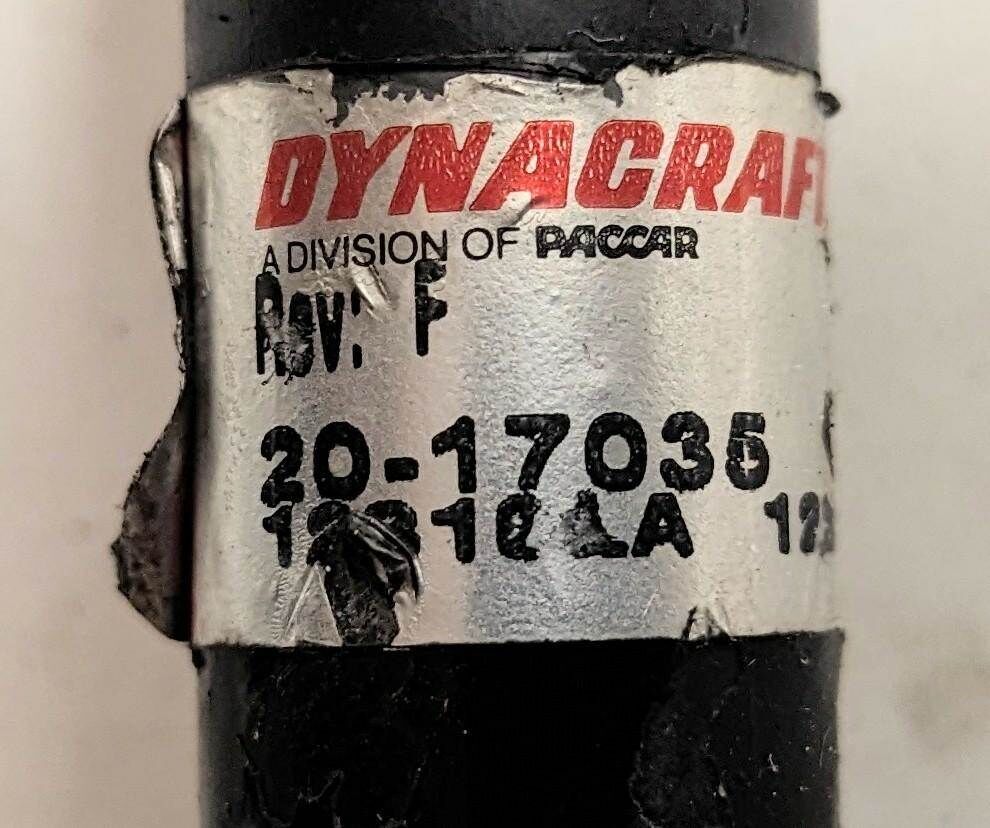 DYNACRAFT
A DIVISION OF PACCAR
Rev: F
20-17035